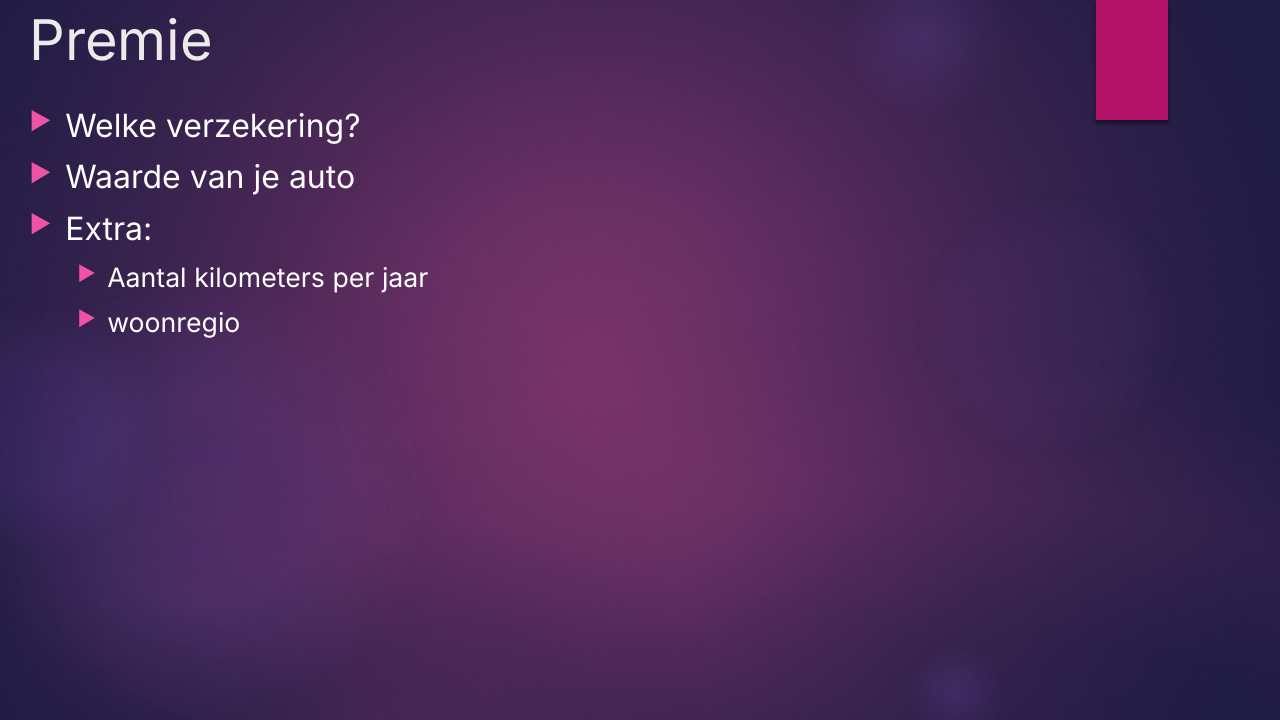 Premie
Welke verzekering?
Waarde van je auto
Extra:
Aantal kilometers per jaar
woonregio